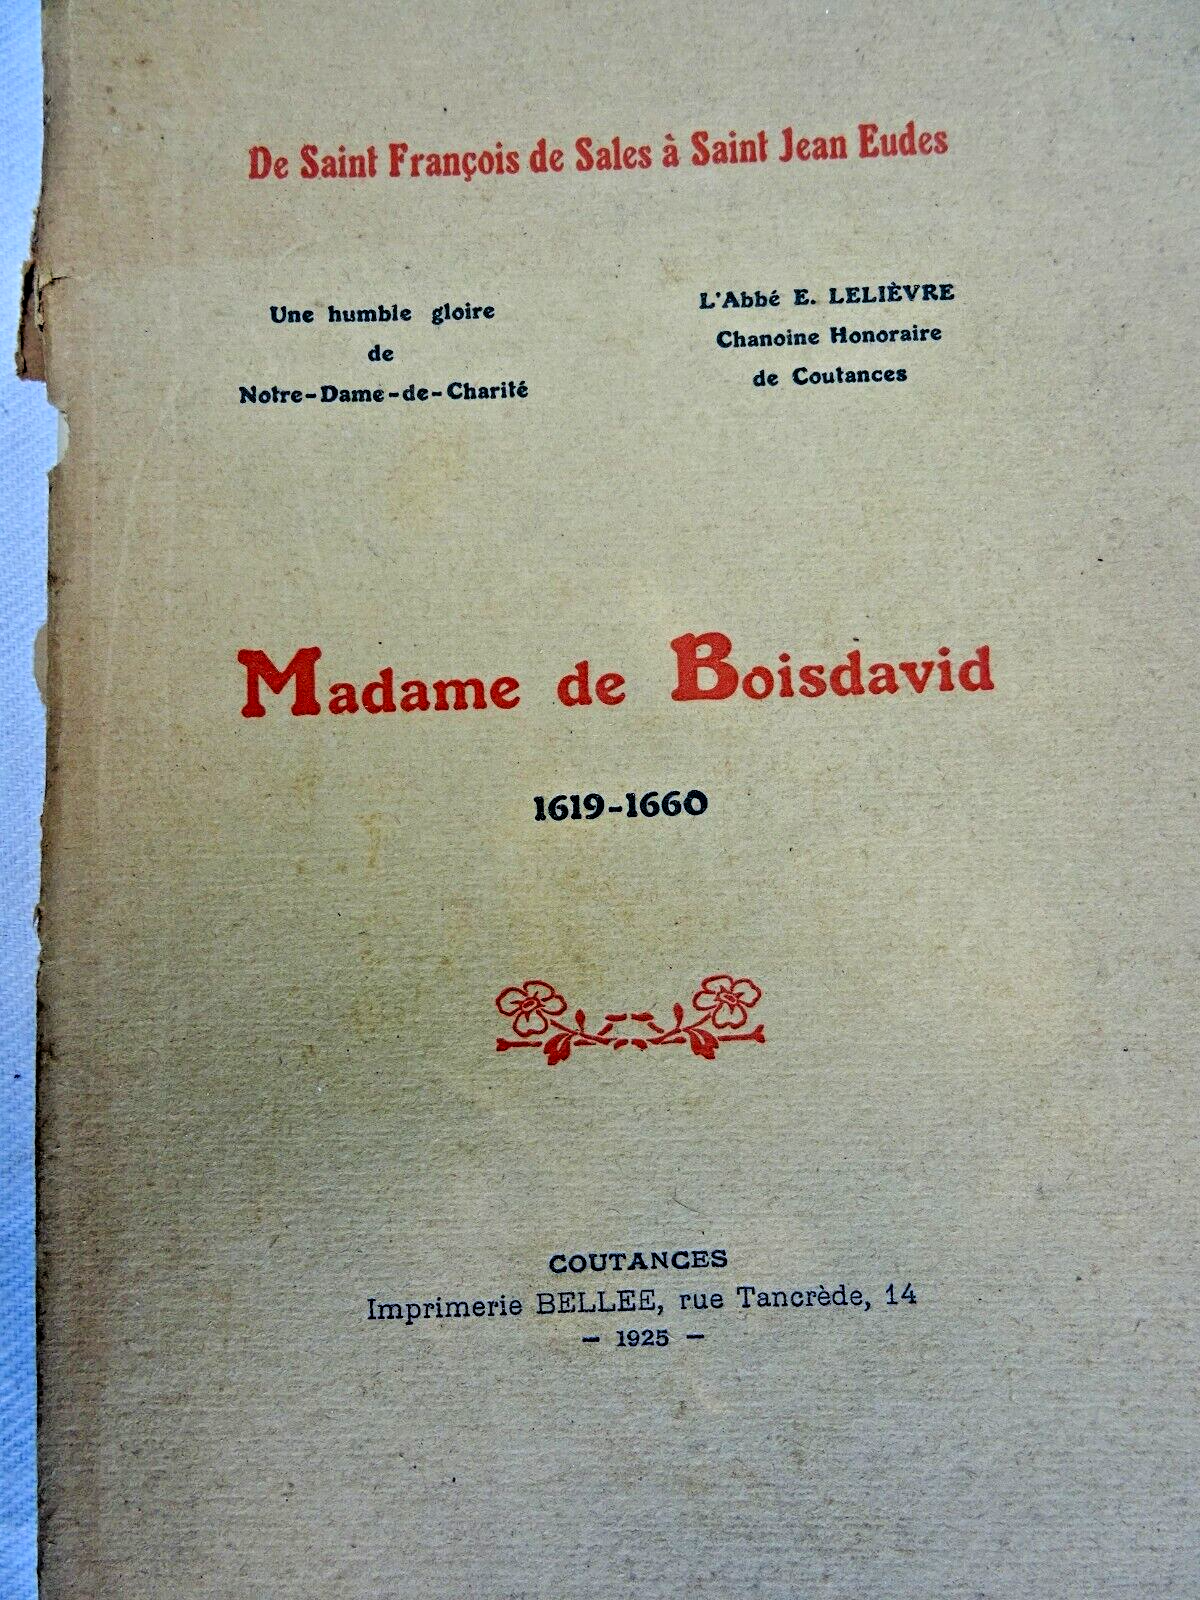 De Saint François de Sales à Saint Jean Eudes
Une humble gloire
de
Notre-Dame-de-Charité
L'Abbé E. LELIÈVRE
Chanoine Honoraire
de Coutances
Madame de Boisdavid
1619-1660
COUTANCES
Imprimerie BELLEE, rue Tancrède, 14
– 1925 –